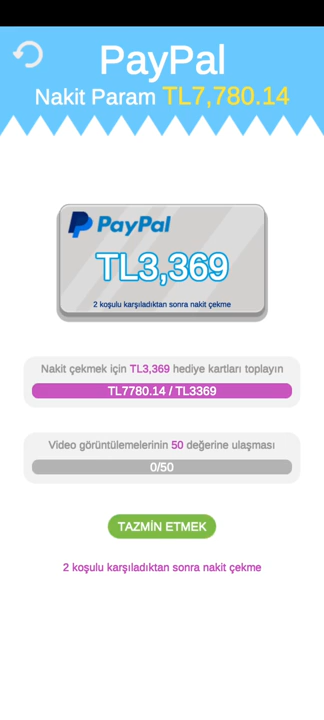 PayPal
Nakit Param TL7,780.14
PayPal
TL3,369
2 koşulu karşıladıktan sonra nakit çekme
Nakit çekmek için TL3,369 hediye kartları toplayın
TL7780.14 / TL3369
Video görüntülemelerinin 50 değerine ulaşması
0/50
TAZMİN ETMEK
2 koşulu karşıladıktan sonra nakit çekme